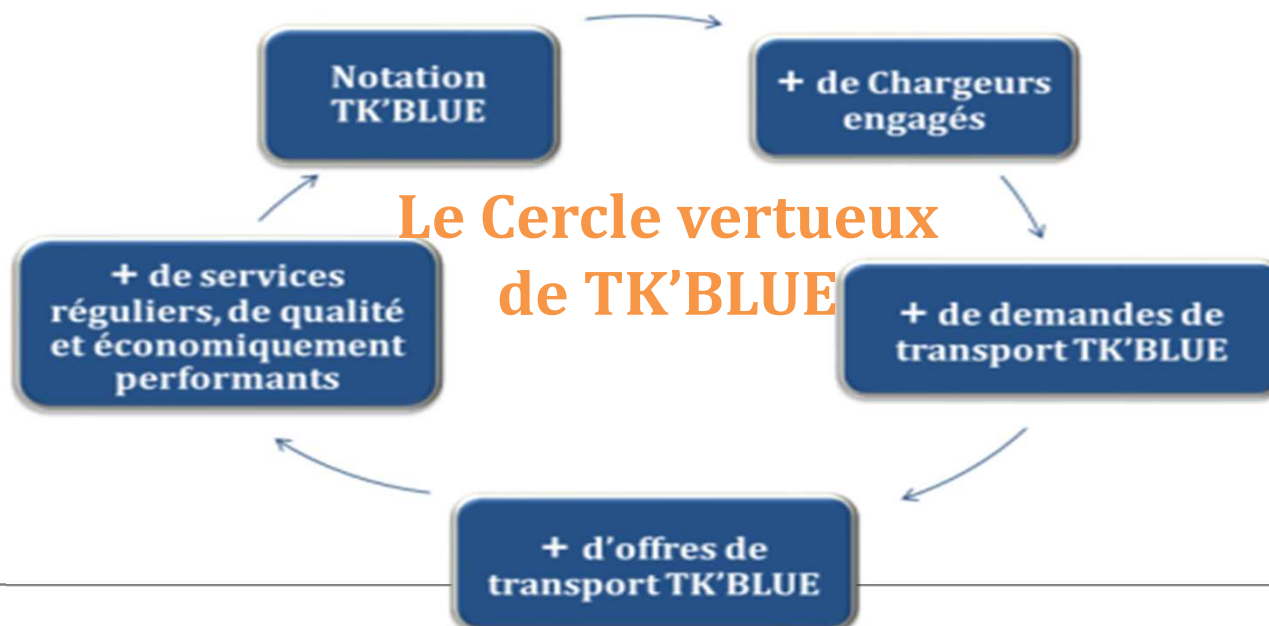 Notation
TK’BLUE
+ de Chargeurs
engagés
Le Cercle vertueux
de TK’BLUE
+ de services
réguliers, de qualité
et économiquement
performants
+ de demandes de
transport TK’BLUE
+ d’offres de
transport TK’BLUE